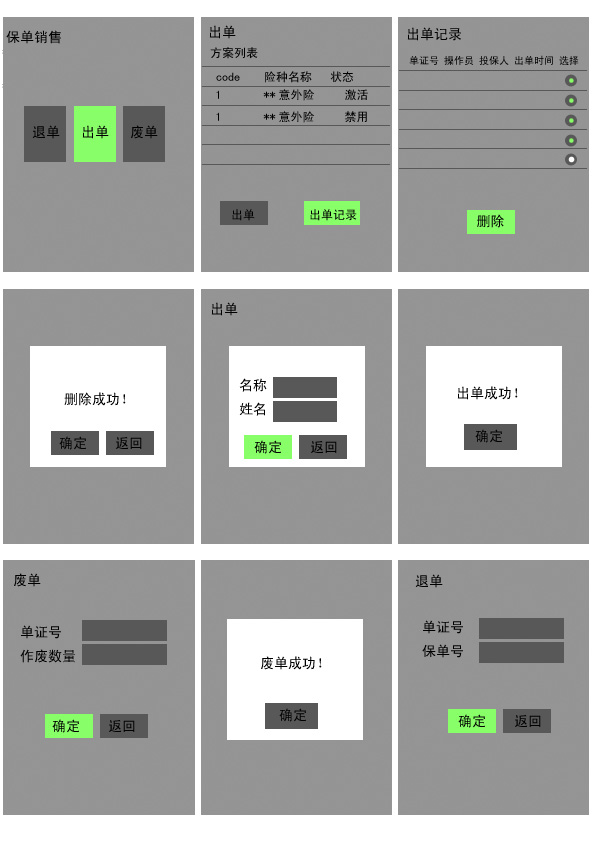 保单销售
退单 出单 废单
出单
方案列表
code 险种名称 状态
1 ** 意外险 激活
1 ** 意外险 禁用
出单 出单记录
出单记录
单证号 操作员 投保人 出单时间 选择
删除
删除成功!
确定 返回
出单
名称
姓名
确定 返回
出单成功!
确定
废单
单证号
作废数量
确定 返回
废单成功!
确定
退单
单证号
保单号
确定 返回